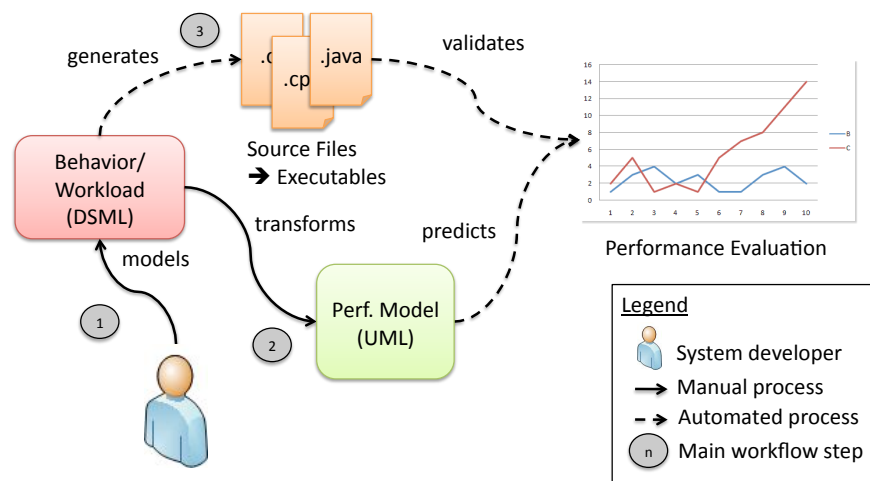 3
generates
.c
.cp
.java
validates
Source Files
➔ Executables
Behavior/
Workload
(DSML)
transforms
predicts
models
1
2
Perf. Model
(UML)
16
14
12
10
8
6
4
2
0
1 2 3 4 5 6 7 8 9 10
B
C
Performance Evaluation
Legend
System developer
Manual process
Automated process
n Main workflow step